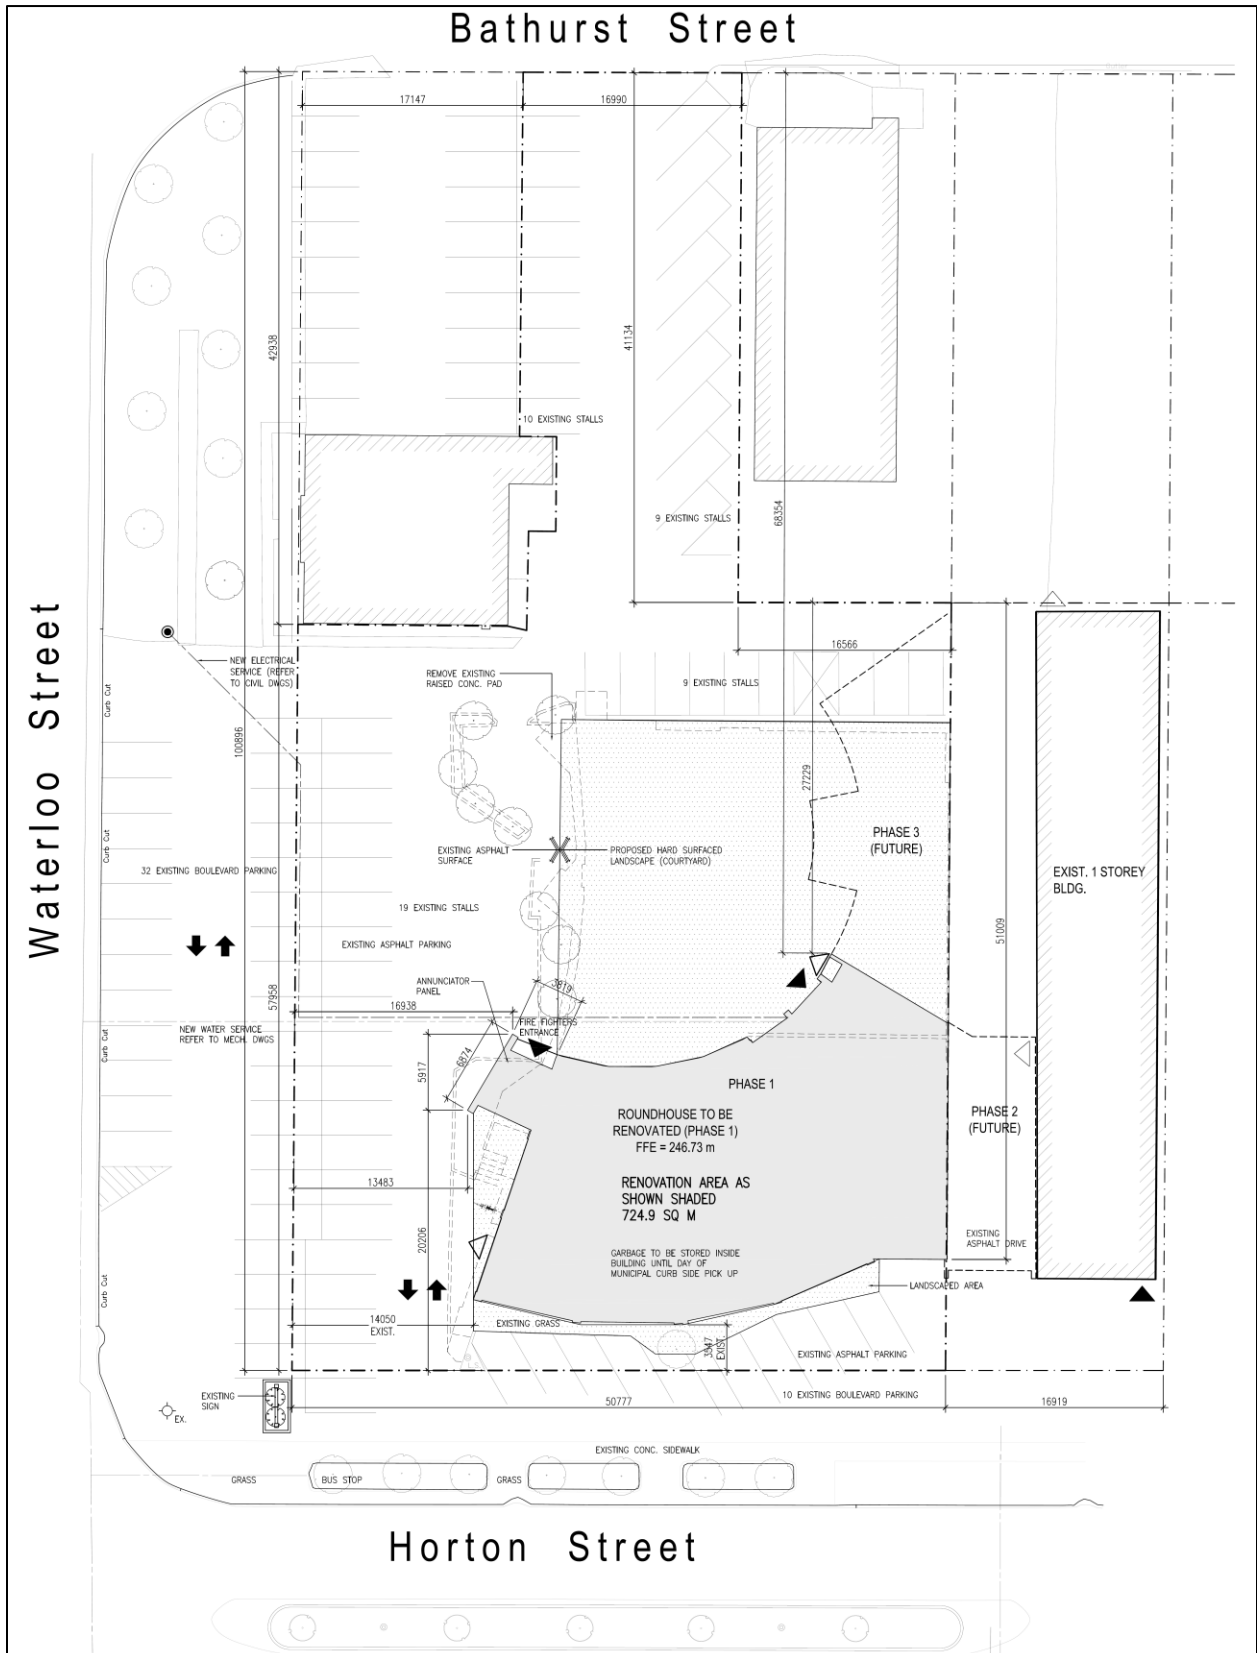 Bathurst Street
17147
16990
42938
41134
10 EXISTING STALLS
9 EXISTING STALLS
68354
Waterloo Street
NEW ELECTRICAL
SERVICE (REFER
TO CIVIL DWGS)
Curb Cut
REMOVE EXISTING
RAISED CONC. PAD
9 EXISTING STALLS
16566
100896
27229
Curb Cut
EXISTING ASPHALT
SURFACE
PROPOSED HARD SURFACED
LANDSCAPE (COURTYARD)
PHASE 3
(FUTURE)
32 EXISTING BOULEVARD PARKING
EXIST. 1 STOREY
BLDG.
19 EXISTING STALLS
EXISTING ASPHALT PARKING
51009
ANNUNCIATOR
PANEL
3819
57958
16938
FIRE FIGHTERS
ENTRANCE
NEW WATER SERVICE
REFER TO MECH. DWGS
Curb Cut
5917
6874
PHASE 1
ROUNDHOUSE TO BE
RENOVATED (PHASE 1)
FFE = 246.73 m
PHASE 2
(FUTURE)
RENOVATION AREA AS
SHOWN SHADED
724.9 SQ M
13483
20206
EXISTING
ASPHALT DRIVE
GARBAGE TO BE STORED INSIDE
BUILDING UNTIL DAY OF
MUNICIPAL CURB SIDE PICK UP
Curb Cut
LANDSCAPED AREA
14050
EXIST.
EXISTING GRASS
3547
EXIST.
EXISTING ASPHALT PARKING
EXISTING
SIGN
50777
10 EXISTING BOULEVARD PARKING
16919
EX.
EXISTING CONC. SIDEWALK
GRASS
BUS STOP
GRASS
Horton Street